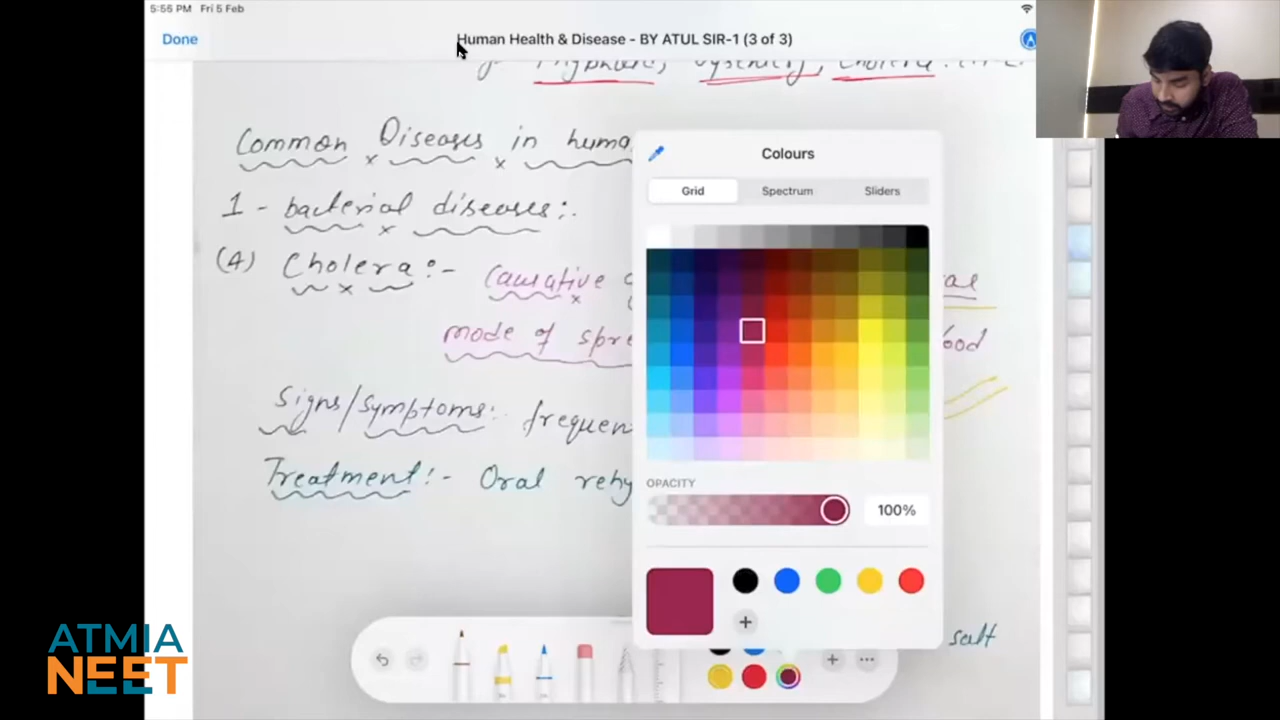 5:55 PM Fri 5 Feb
Done
Human Health & Disease - BY ATUL SIR-1 (3 of 3)
Common Diseases in huma
1 - bacterial diseases:.
(A) Cholera:-
Causative
mode of spre
ood
Signs/Symptoms: frequen
Treatment:- Oral rehy
salt
Colours
Grid
Spectrum
Sliders
OPACITY
100%
ATMIA
NEET